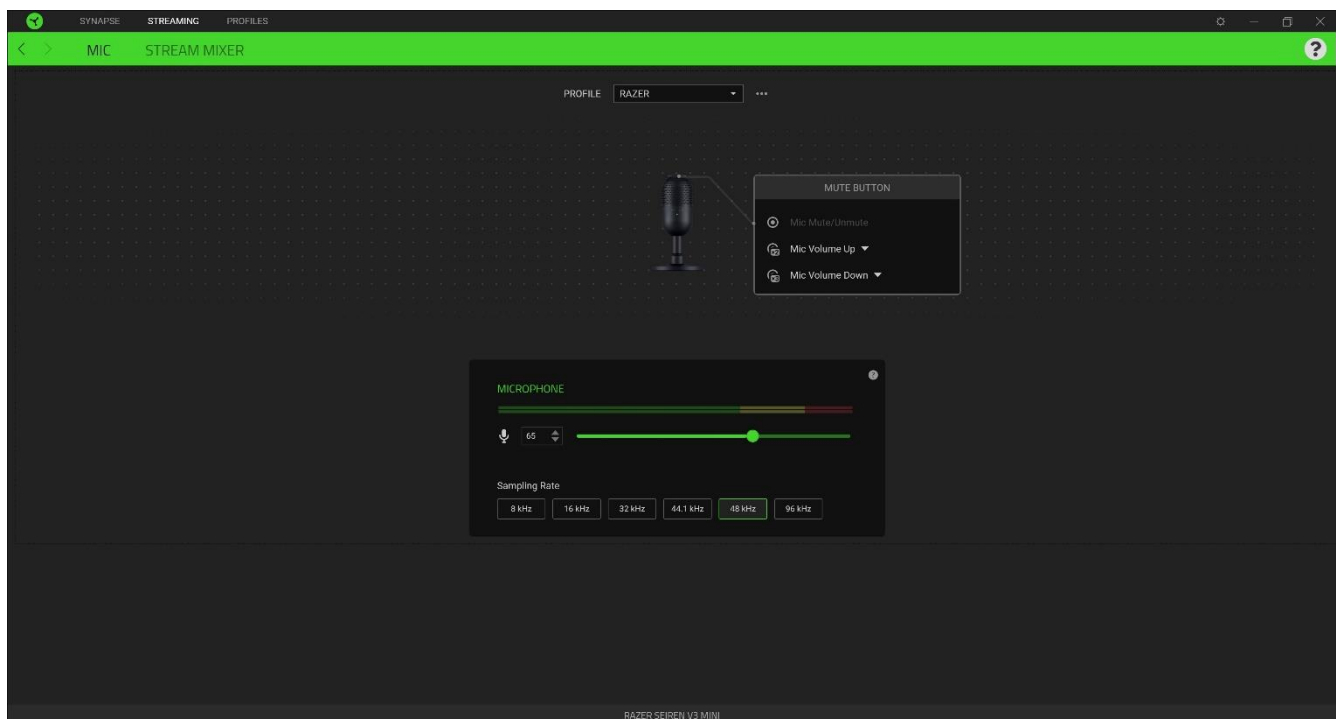 SYNAPSE STREAMING PROFILES
MIC STREAM MIXER ?
PROFILE RAZER
MUTE BUTTON
Mic Mute/Unmute
Mic Volume Up
Mic Volume Down
MICROPHONE ?
65
Sampling Rate
8 kHz 16 kHz 32 kHz 44.1 kHz 48 kHz 96 kHz
RAZER SEIREN V3 MINI